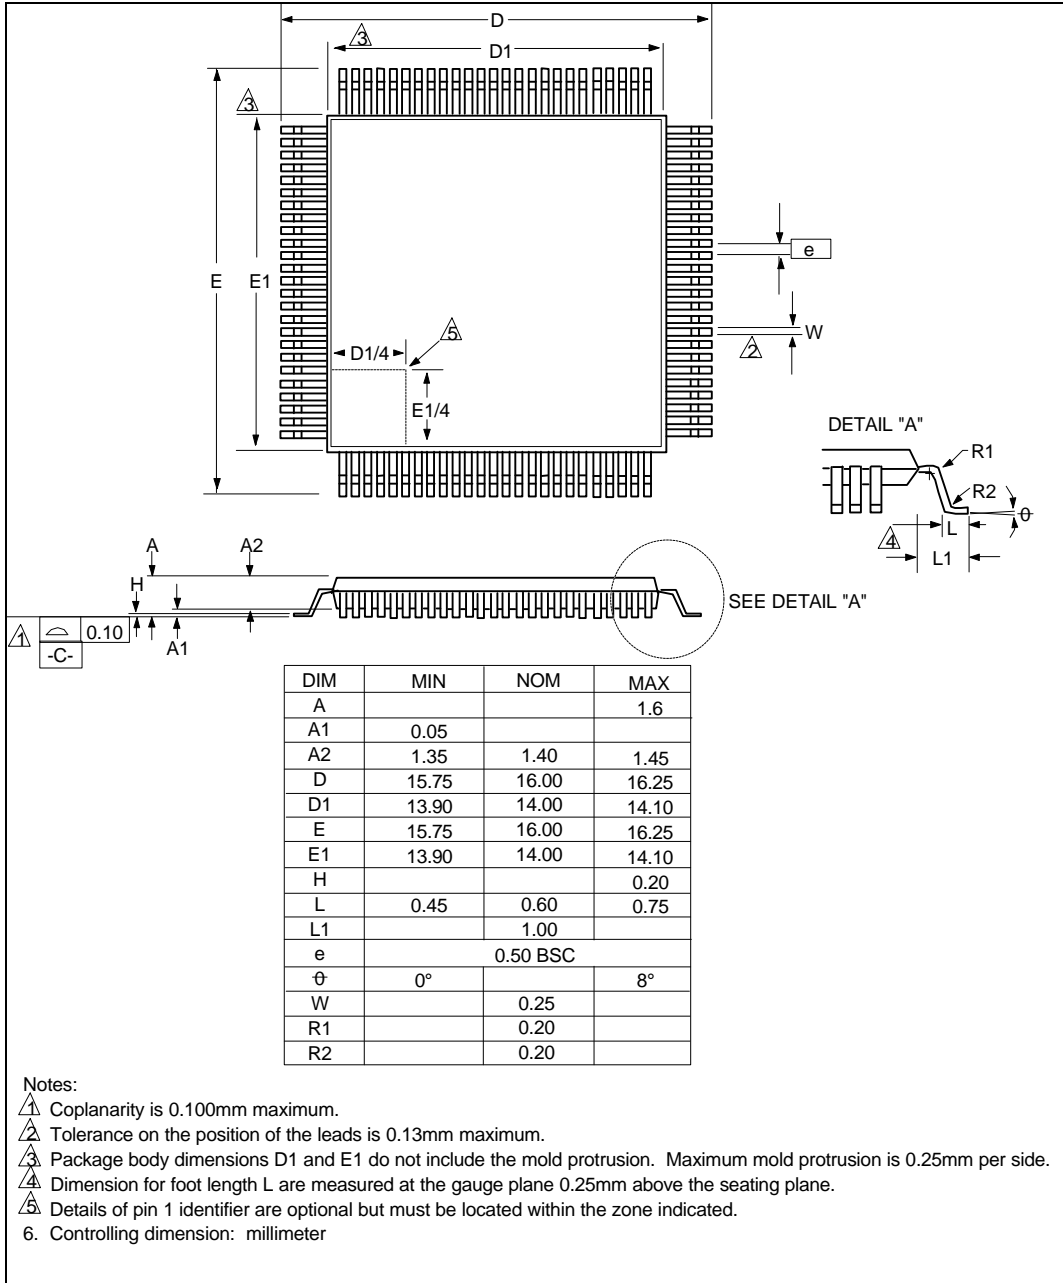 D
3
D1
3
E
E1
e
W
2
D1/4
5
E1/4
DETAIL "A"
R1
R2
θ
L
4
L1
A
A2
H
SEE DETAIL "A"
1
0.10
-C-
A1
DIM MIN NOM MAX
A 1.6
A1 0.05
A2 1.35 1.40 1.45
D 15.75 16.00 16.25
D1 13.90 14.00 14.10
E 15.75 16.00 16.25
E1 13.90 14.00 14.10
H 0.20
L 0.45 0.60 0.75
L1 1.00
e 0.50 BSC
θ 0° 8°
W 0.25
R1 0.20
R2 0.20
Notes:
1 Coplanarity is 0.100mm maximum.
2 Tolerance on the position of the leads is 0.13mm maximum.
3 Package body dimensions D1 and E1 do not include the mold protrusion. Maximum mold protrusion is 0.25mm per side.
4 Dimension for foot length L are measured at the gauge plane 0.25mm above the seating plane.
5 Details of pin 1 identifier are optional but must be located within the zone indicated.
6. Controlling dimension: millimeter